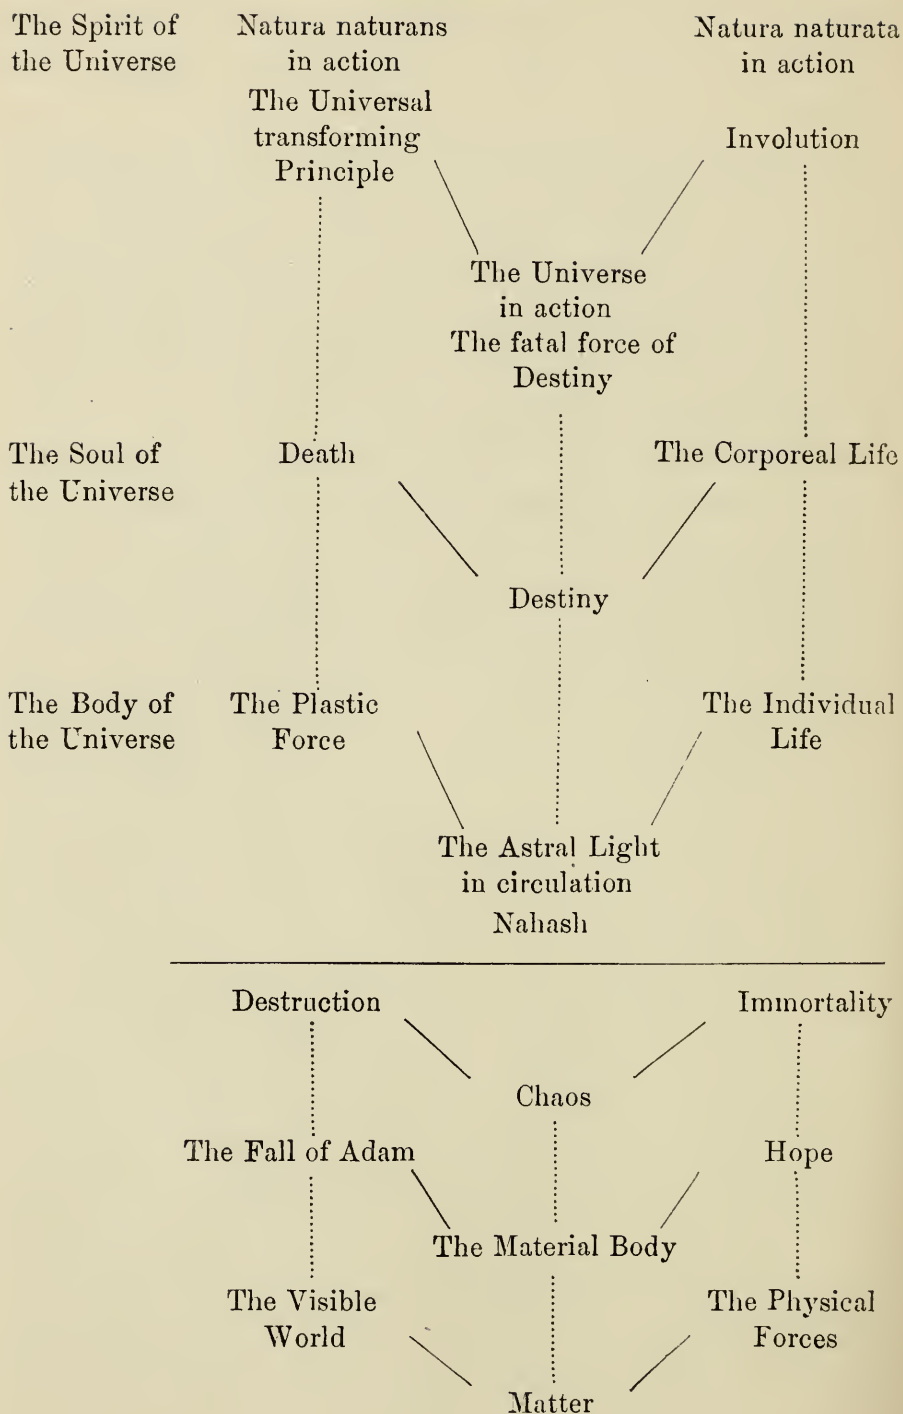 The Spirit of
the Universe
Natura naturans
in action
The Universal
transforming
Principle
Natura naturata
in action
Involution
The Universe
in action
The fatal force of
Destiny
The Soul of
the Universe
Death
The Corporeal Life
Destiny
The Body of
the Universe
The Plastic
Force
The Individual
Life
The Astral Light
in circulation
Nahash
Destruction
Immortality
Chaos
The Fall of Adam
Hope
The Material Body
The Visible
World
The Physical
Forces
Matter